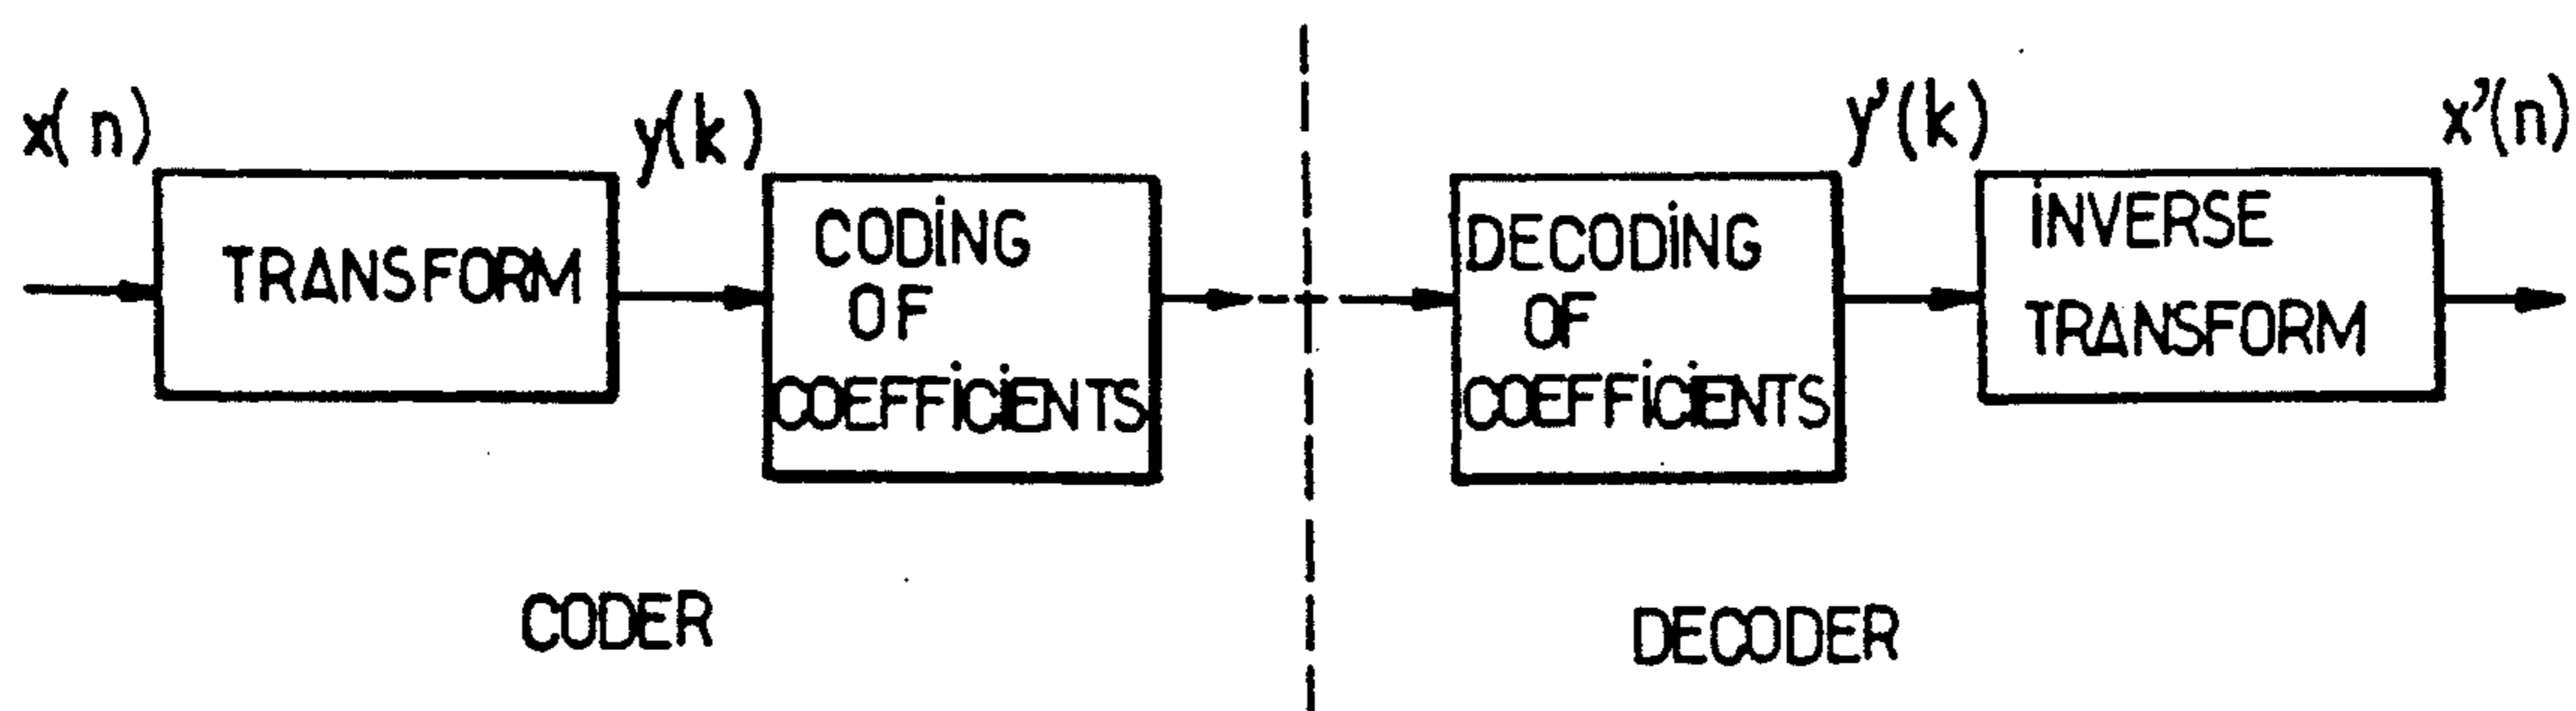 x(n)
TRANSFORM
y(k)
CODiNG
OF
COEFFiCiENTS
DECODiNG
OF
COEFFiCiENTS
y'(k)
iNVERSE
TRANSFORM
x'(n)
CODER
DECODER